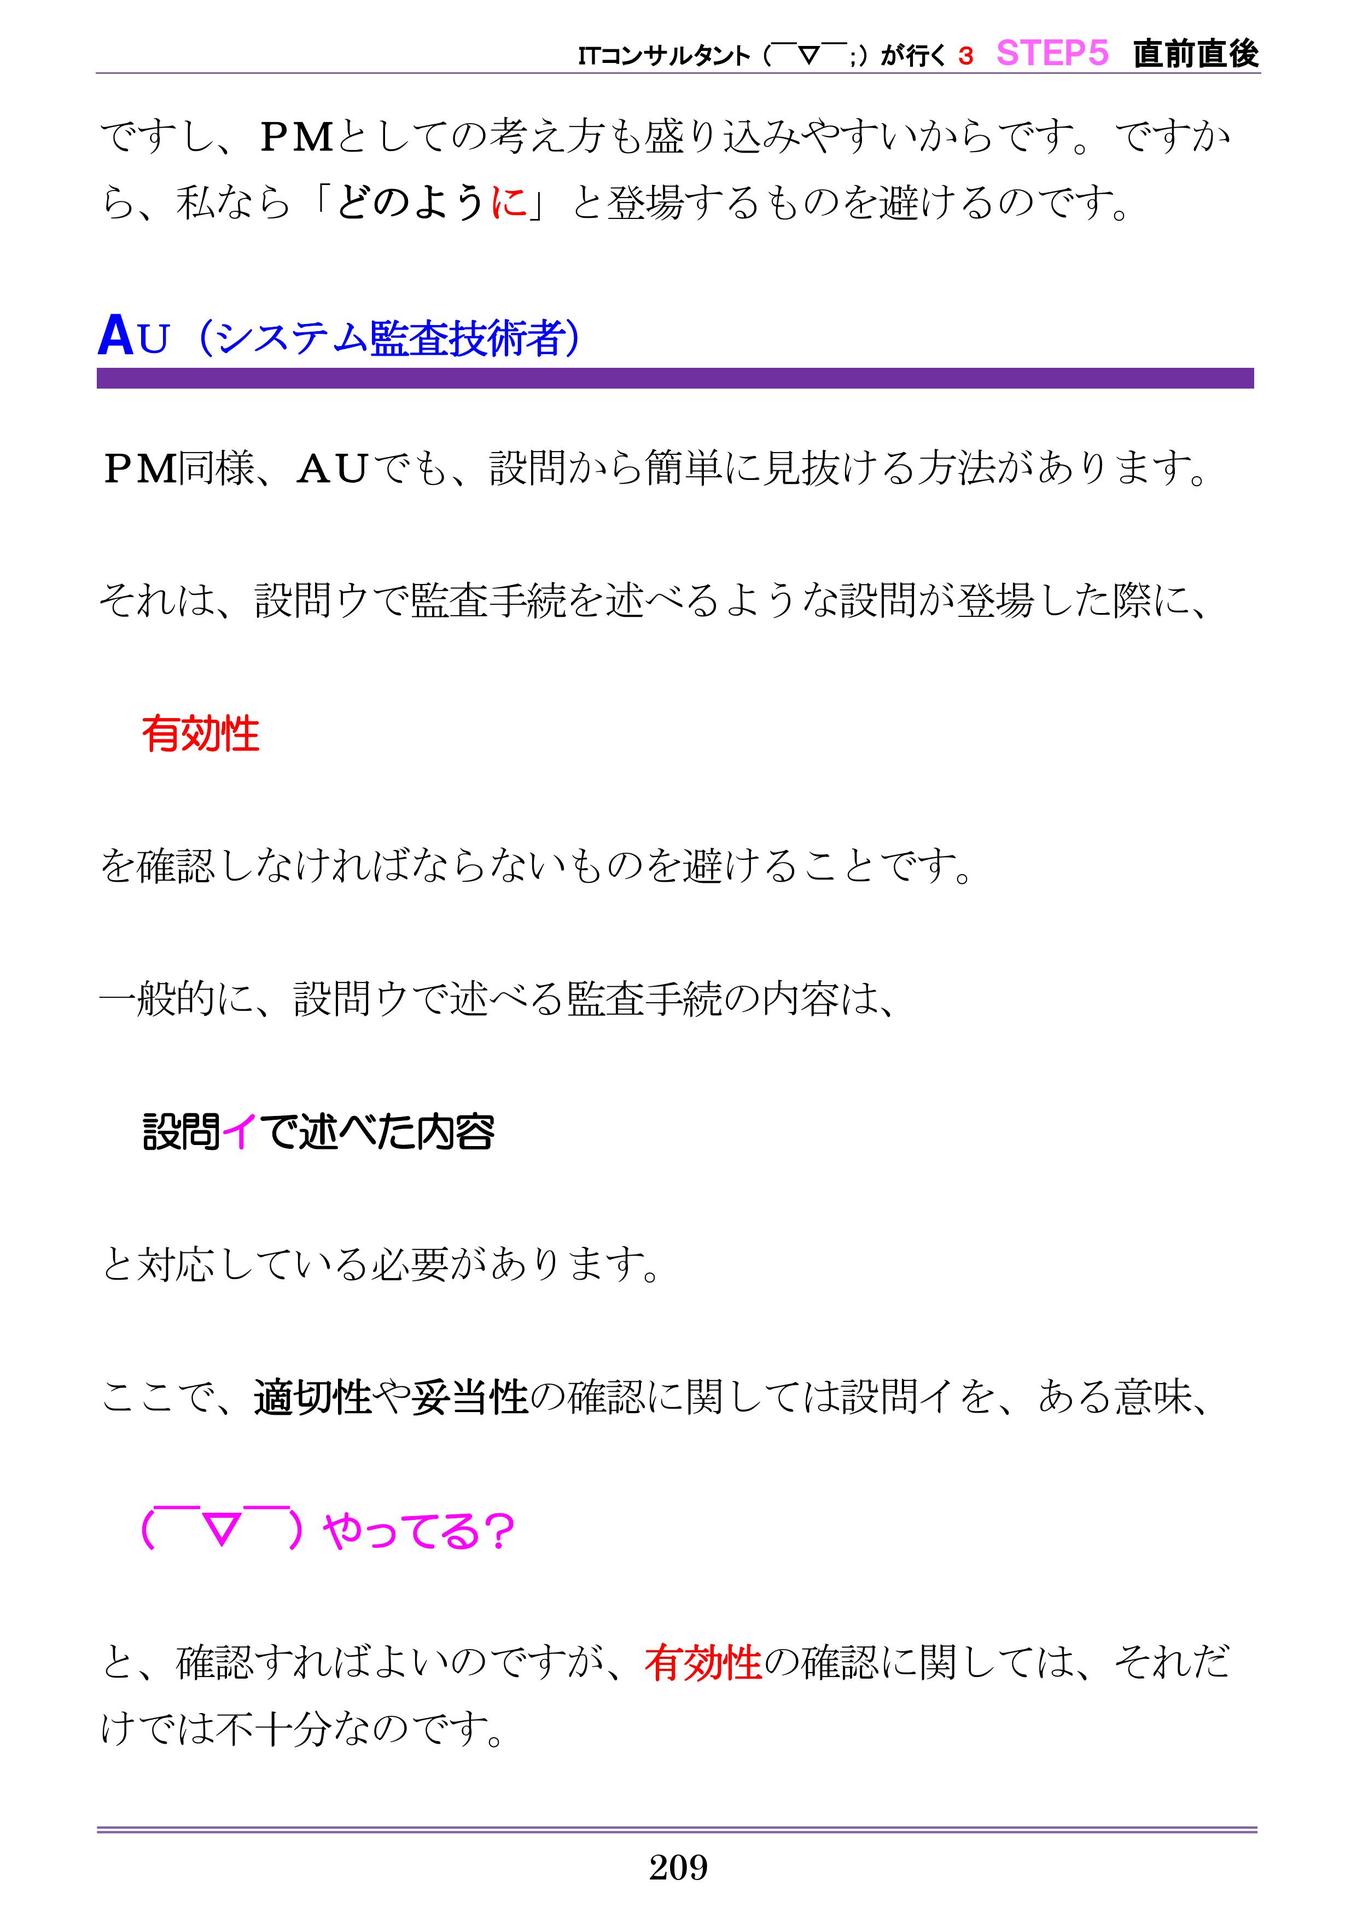 ITコンサルタント（￣▽￣；）が行く 3 STEP5 直前直後
ですし、ＰＭとしての考え方も盛り込みやすいからです。ですか
ら、私なら「どのように」と登場するものを避けるのです。
AU（システム監査技術者）
ＰＭ同様、ＡＵでも、設問から簡単に見抜ける方法があります。
それは、設問ウで監査手続を述べるような設問が登場した際に、
有効性
を確認しなければならないものを避けることです。
一般的に、設問ウで述べる監査手続の内容は、
設問イで述べた内容
と対応している必要があります。
ここで、適切性や妥当性の確認に関しては設問イを、ある意味、
（￣▽￣）やってる？
と、確認すればよいのですが、有効性の確認に関しては、それだ
けでは不十分なのです。
209